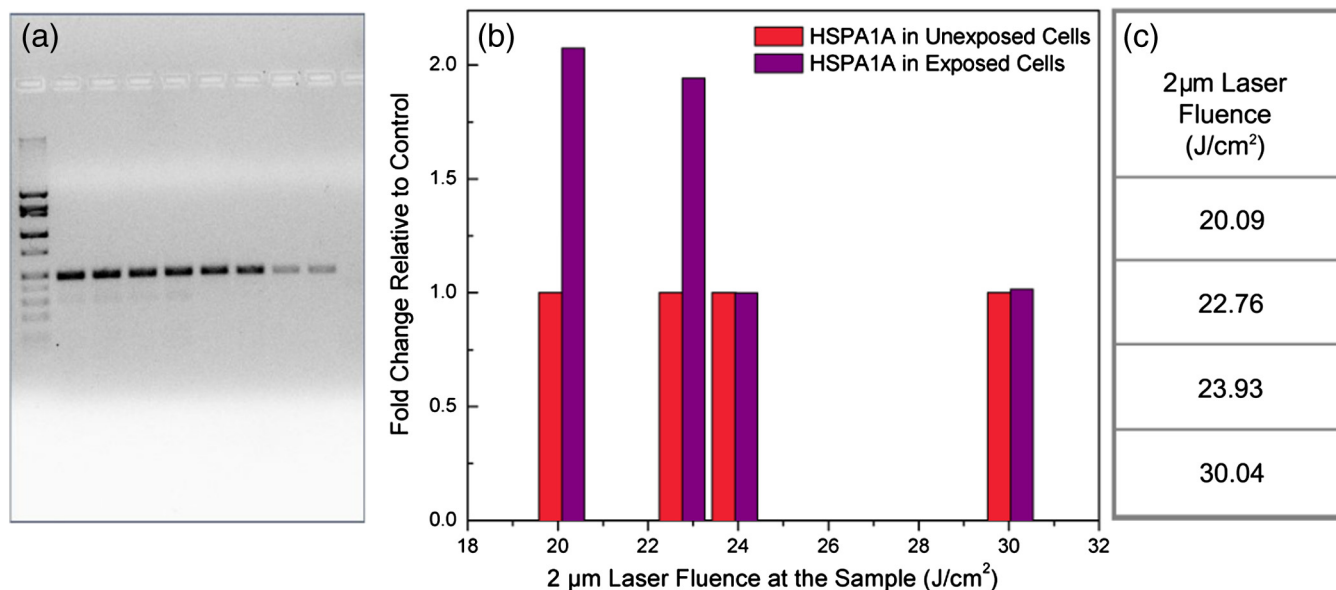 (a)
(b)
HSPA1A in Unexposed Cells
HSPA1A in Exposed Cells
Fold Change Relative to Control
2.0
1.5
1.0
0.5
0.0
18 20 22 24 26 28 30 32
2 µm Laser Fluence at the Sample (J/cm²)
(c)
2µm Laser
Fluence
(J/cm²)
20.09
22.76
23.93
30.04